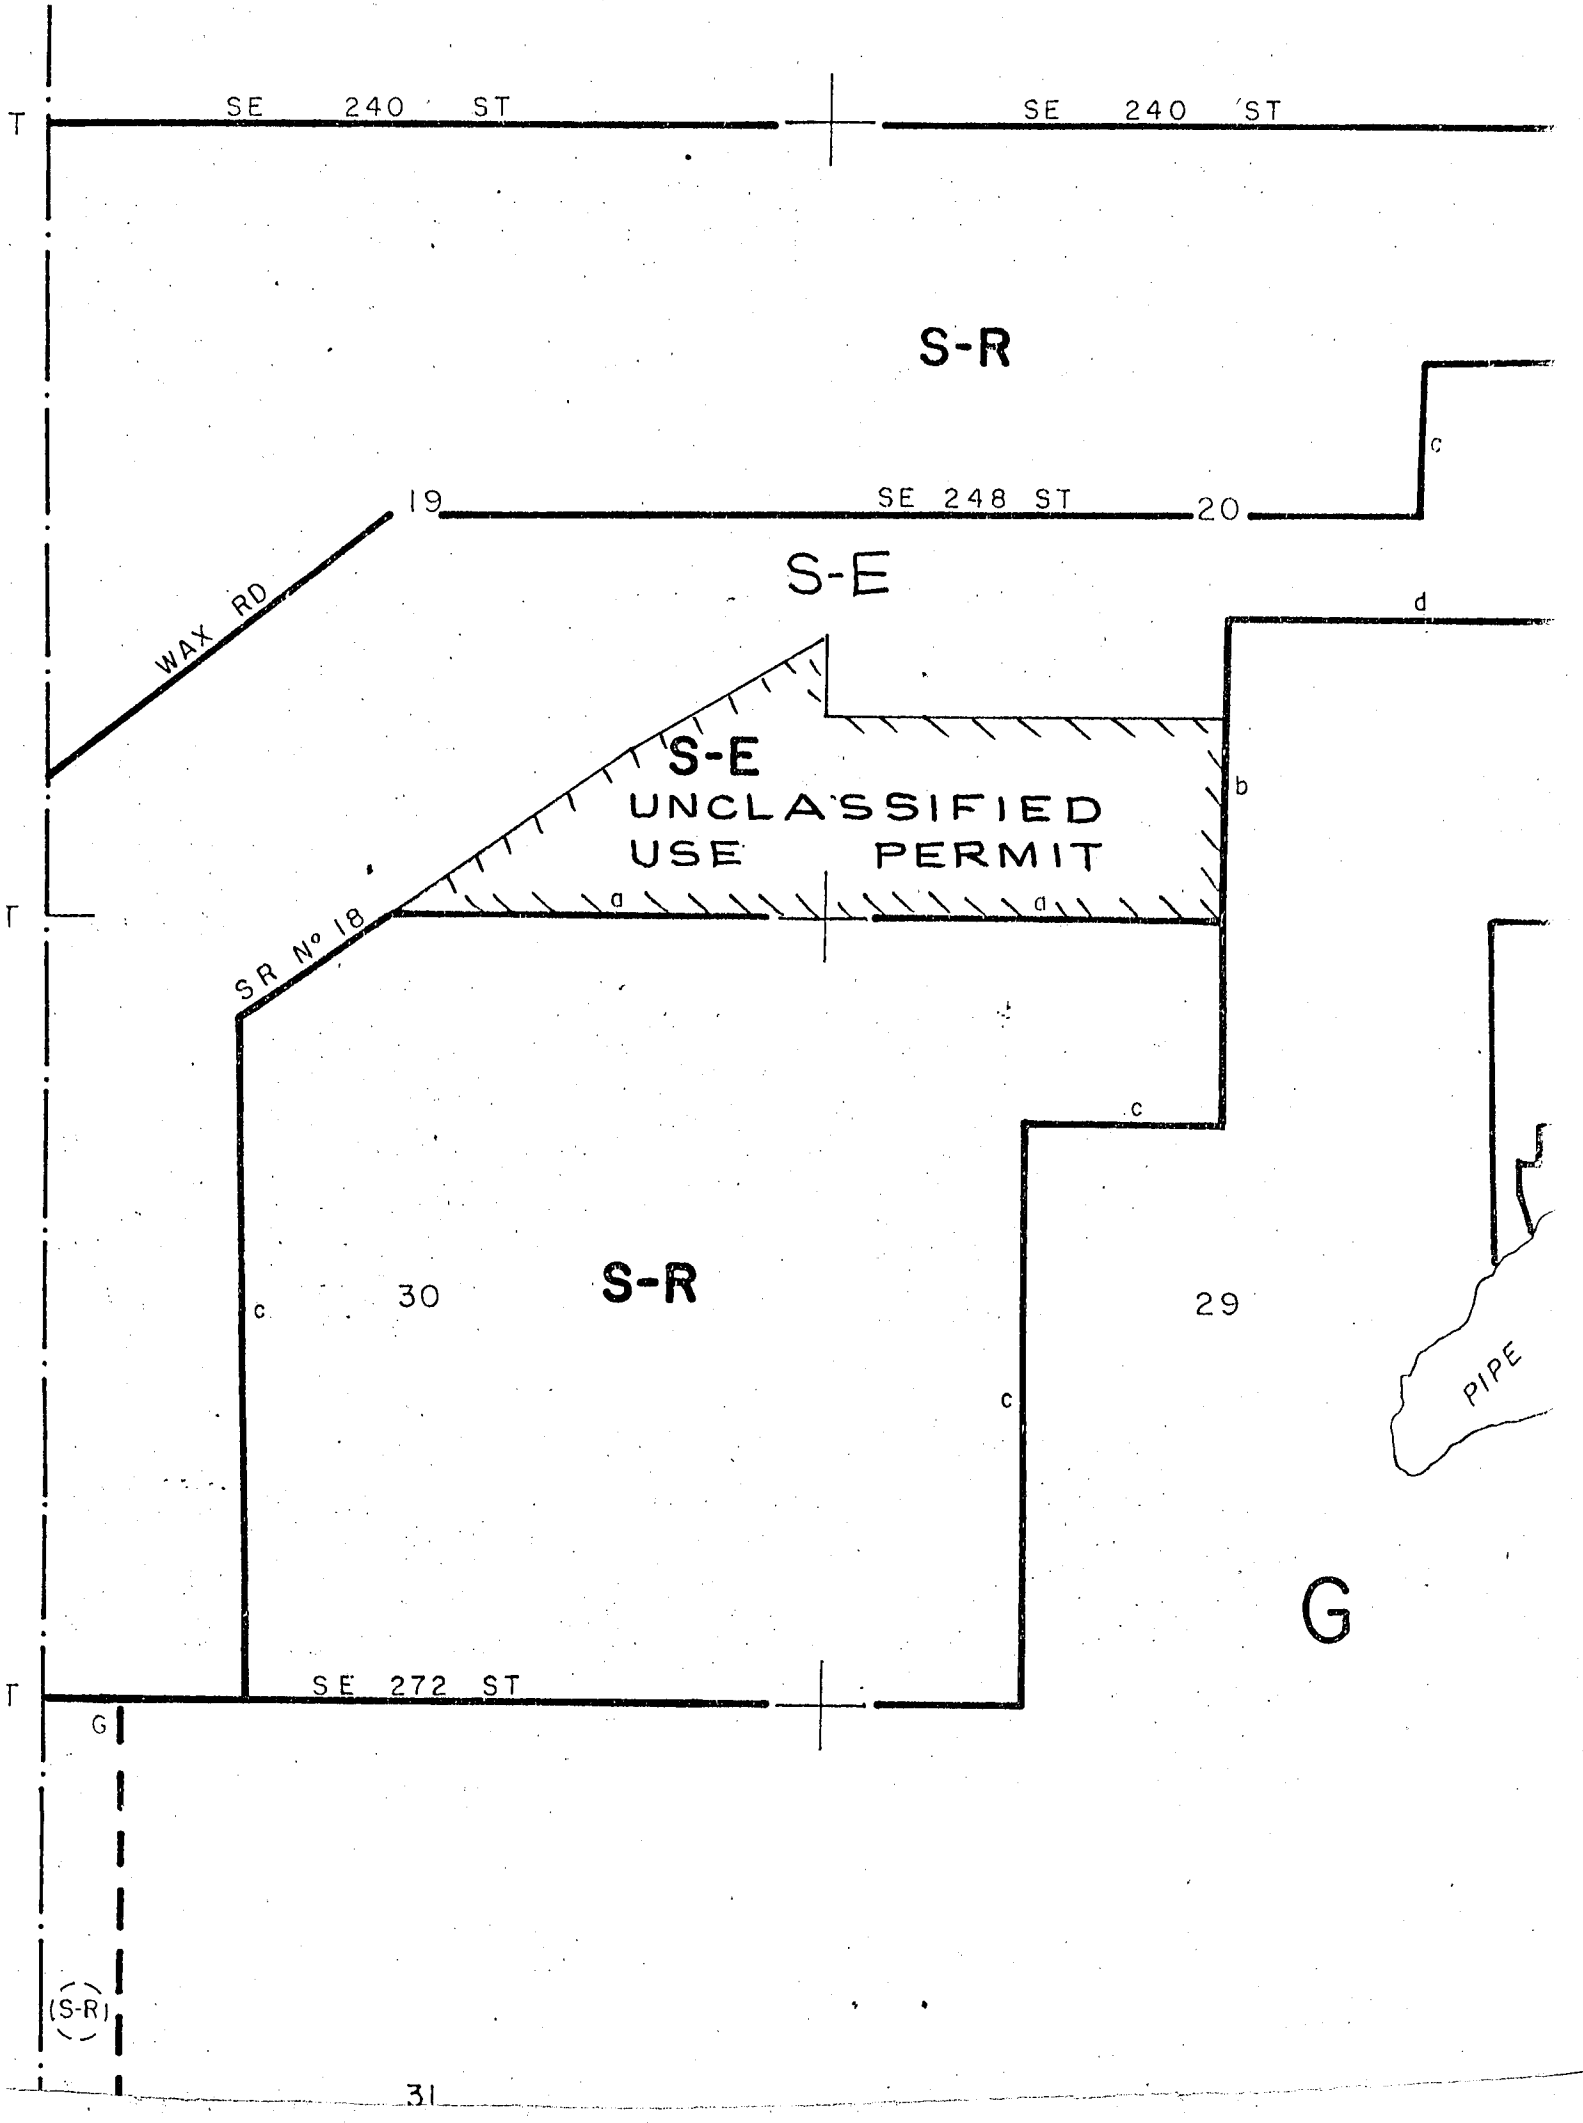 SE 240 ST
SE 240 ST
T
S-R
c
19
SE 248 ST
20
S-E
d
WAX RD
S-E
b
UNCLASSIFIED
USE PERMIT
a
a
T
SR Nº 18
c
30
S-R
29
c
PIPE
c
G
SE 272 ST
T
G
(S-R)
31